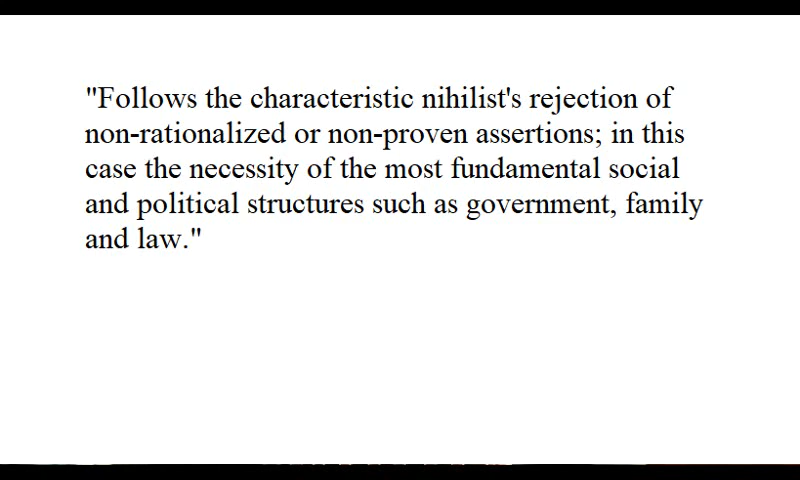 "Follows the characteristic nihilist's rejection of
non-rationalized or non-proven assertions; in this
case the necessity of the most fundamental social
and political structures such as government, family
and law."